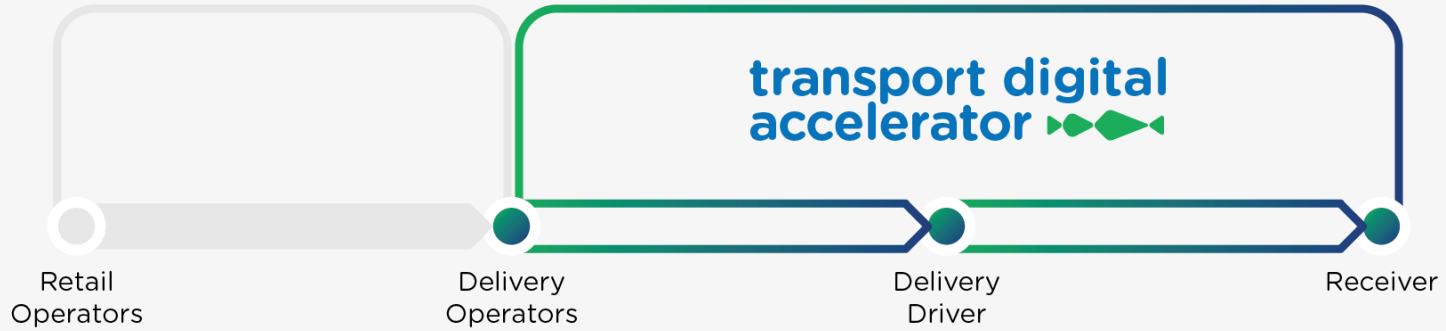 transport digital
accelerator
Retail
Operators
Delivery
Operators
Delivery
Driver
Receiver